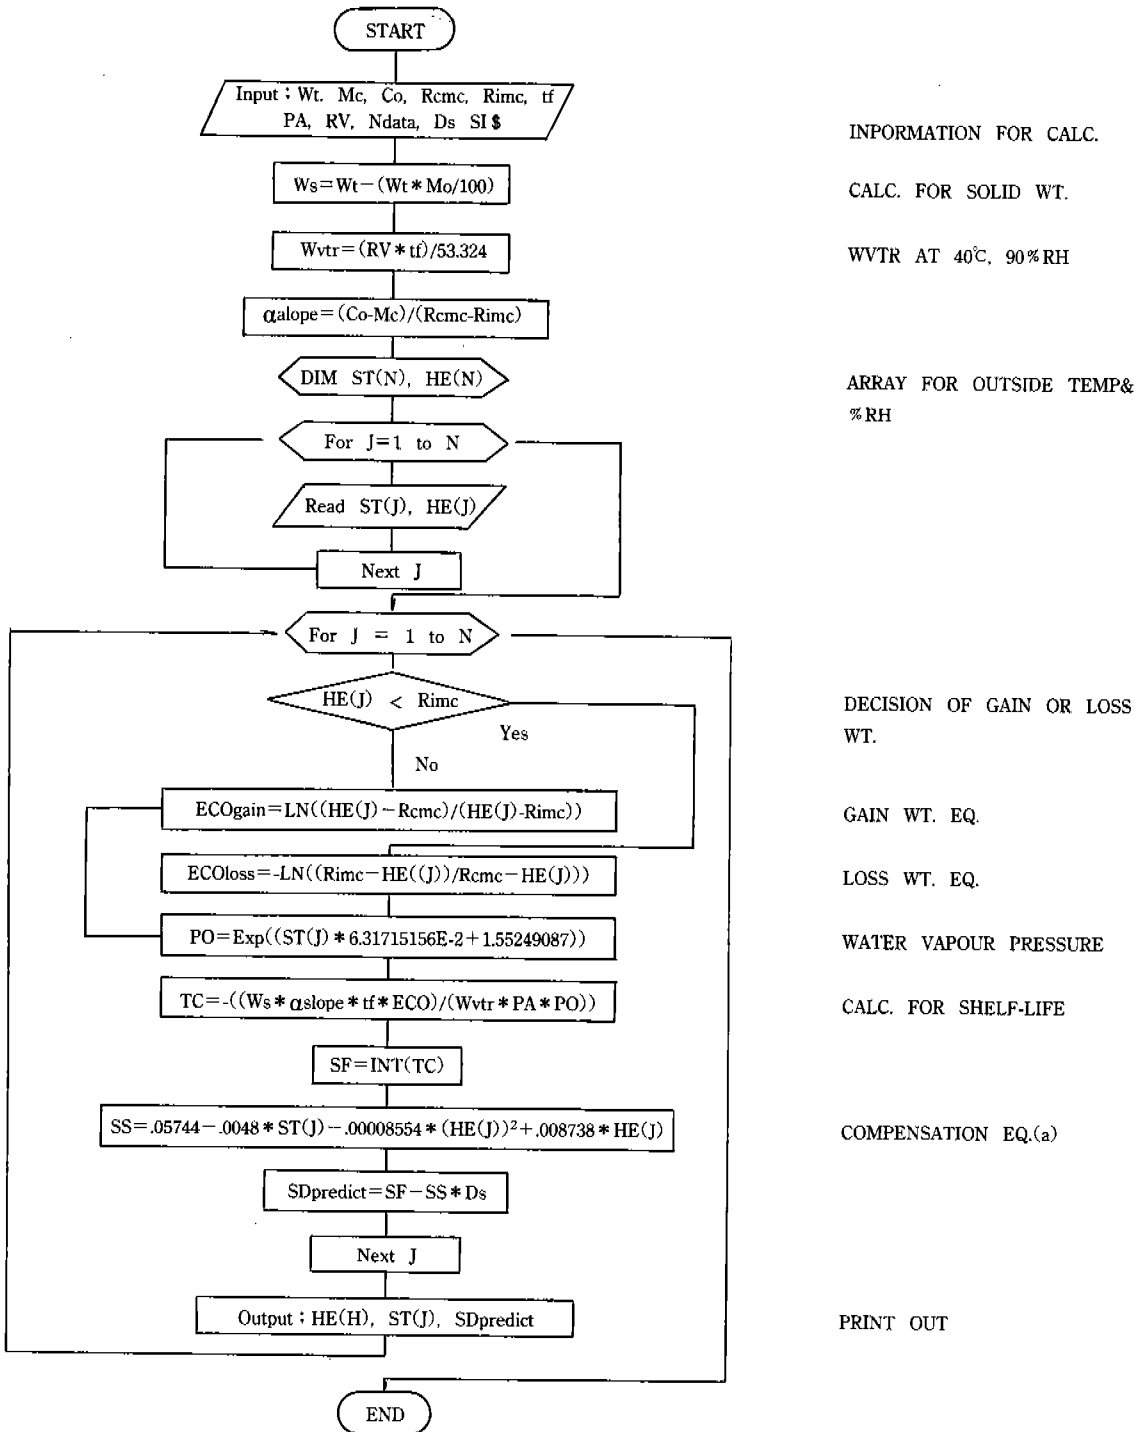 START
Input ; Wt. Mc, Co, Rcmc, Rimc, tf
PA, RV, Ndata, Ds SI$
INPORMATION FOR CALC.
Ws=Wt-(Wt*Mo/100)
CALC. FOR SOLID WT.
Wvtr=(RV*tf)/53.324
WVTR AT 40℃, 90%RH
αalope=(Co-Mc)/(Rcmc-Rimc)
DIM ST(N), HE(N)
ARRAY FOR OUTSIDE TEMP&
%RH
For J=1 to N
Read ST(J), HE(J)
Next J
For J = 1 to N
HE(J) < Rimc
DECISION OF GAIN OR LOSS
WT.
Yes
No
ECOgain=LN((HE(J)-Rcmc)/(HE(J)-Rimc))
GAIN WT. EQ.
ECOloss=-LN((Rimc-HE((J))/Rcmc-HE(J)))
LOSS WT. EQ.
PO=Exp((ST(J)*6.31715156E-2+1.55249087))
WATER VAPOUR PRESSURE
TC=-((Ws*αslope*tf*ECO)/(Wvtr*PA*PO))
CALC. FOR SHELF-LIFE
SF=INT(TC)
SS=.05744-.0048*ST(J)-.00008554*(HE(J))²+.008738*HE(J)
COMPENSATION EQ.(a)
SDpredict=SF-SS*Ds
Next J
Output ; HE(H), ST(J), SDpredict
PRINT OUT
END